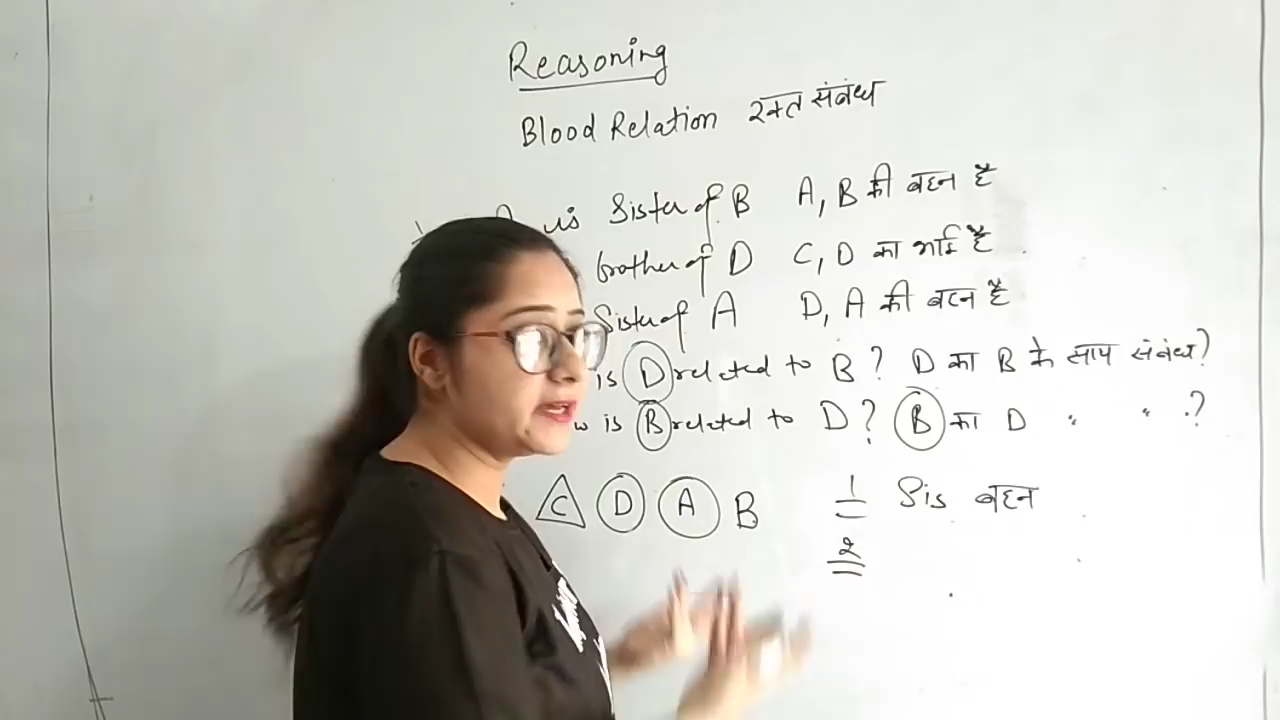 Reasoning
Blood Relation रक्त संबंध
is Sister of B A, B की बहन है
brother of D C, D का भाई है
Sister of A D, A की बहन है
is D related to B? D का B के साथ संबंध?
is B related to D? B का D " " ?
C D A B 1 Sis बहन
2